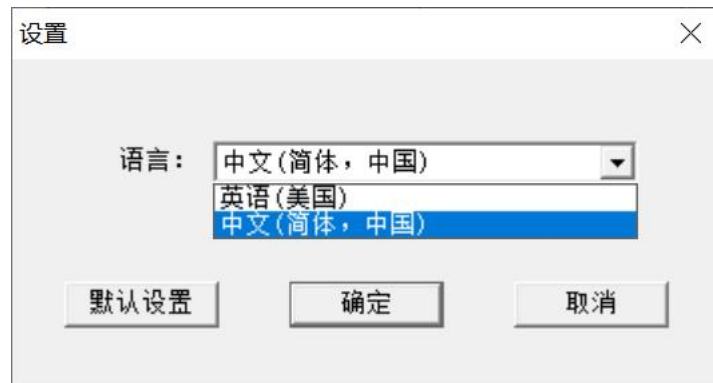 设置
语言： 中文(简体，中国)
英语(美国)
中文(简体，中国)
默认设置 确定 取消